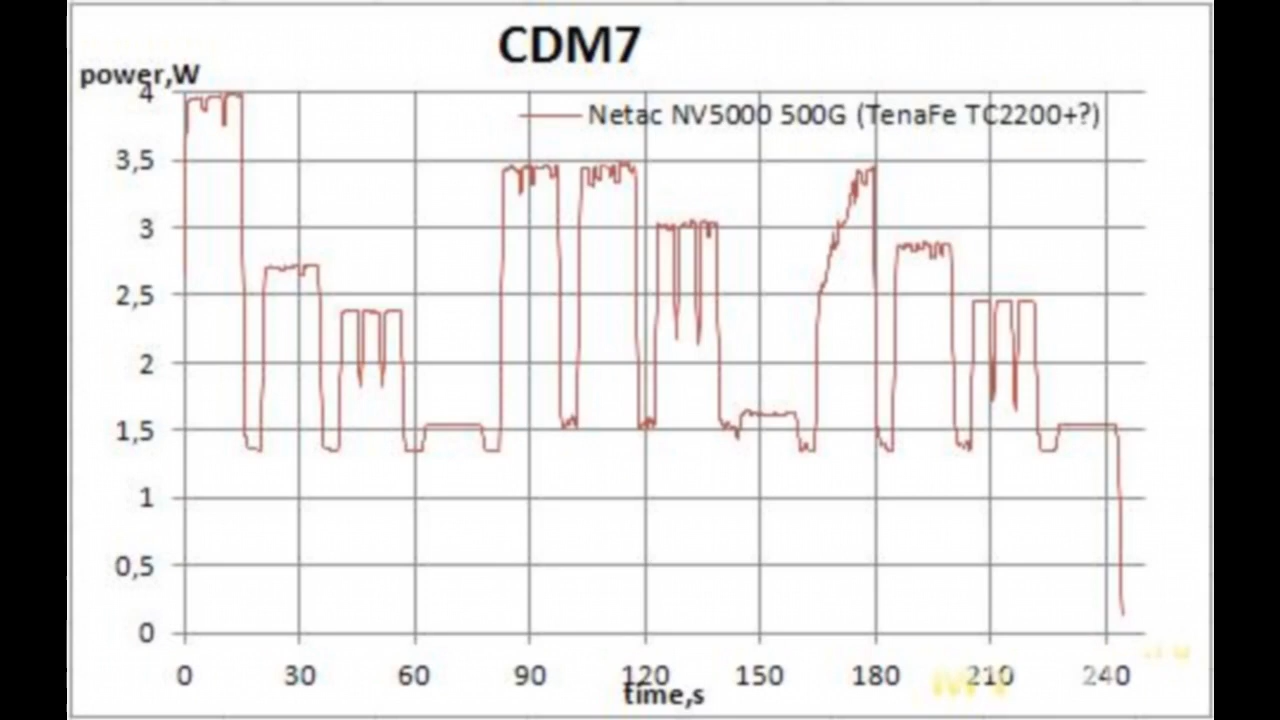 CDM7
power,W
Netac NV5000 500G (TenaFe TC2200+?)
4
3,5
3
2,5
2
1,5
1
0,5
0
0 30 60 90 120 150 180 210 240
time,s